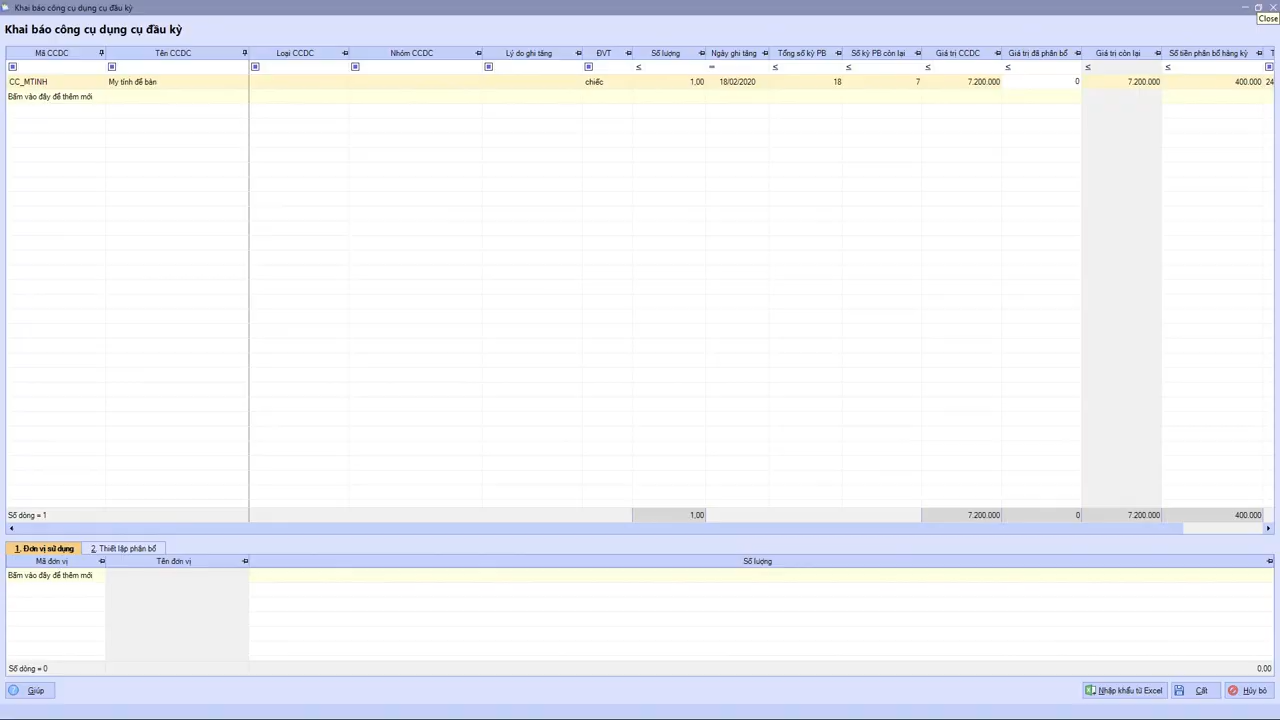 Khai báo công cụ dụng cụ đầu kỳ
Close
Khai báo công cụ dụng cụ đầu kỳ
Mã CCDC Tên CCDC Loại CCDC Nhóm CCDC Lý do ghi tăng ĐVT Số lượng Ngày ghi tăng Tổng số kỳ PB Số kỳ PB còn lại Giá trị CCDC Giá trị đã phân bổ Giá trị còn lại Số tiền phân bổ hàng kỳ T
≤ = ≤ ≤ ≤ ≤ ≤ ≤
CC_MTINH My tính để bàn chiếc 1,00 18/02/2020 18 7 7.200.000 0 7.200.000 400.000 24
Bấm vào đây để thêm mới
Số dòng = 1 1,00 7.200.000 0 7.200.000 400.000
1. Đơn vị sử dụng 2. Thiết lập phân bổ
Mã đơn vị Tên đơn vị Số lượng
Bấm vào đây để thêm mới
Số dòng = 0 0,00
Giúp Nhập khẩu từ Excel Cất Hủy bỏ